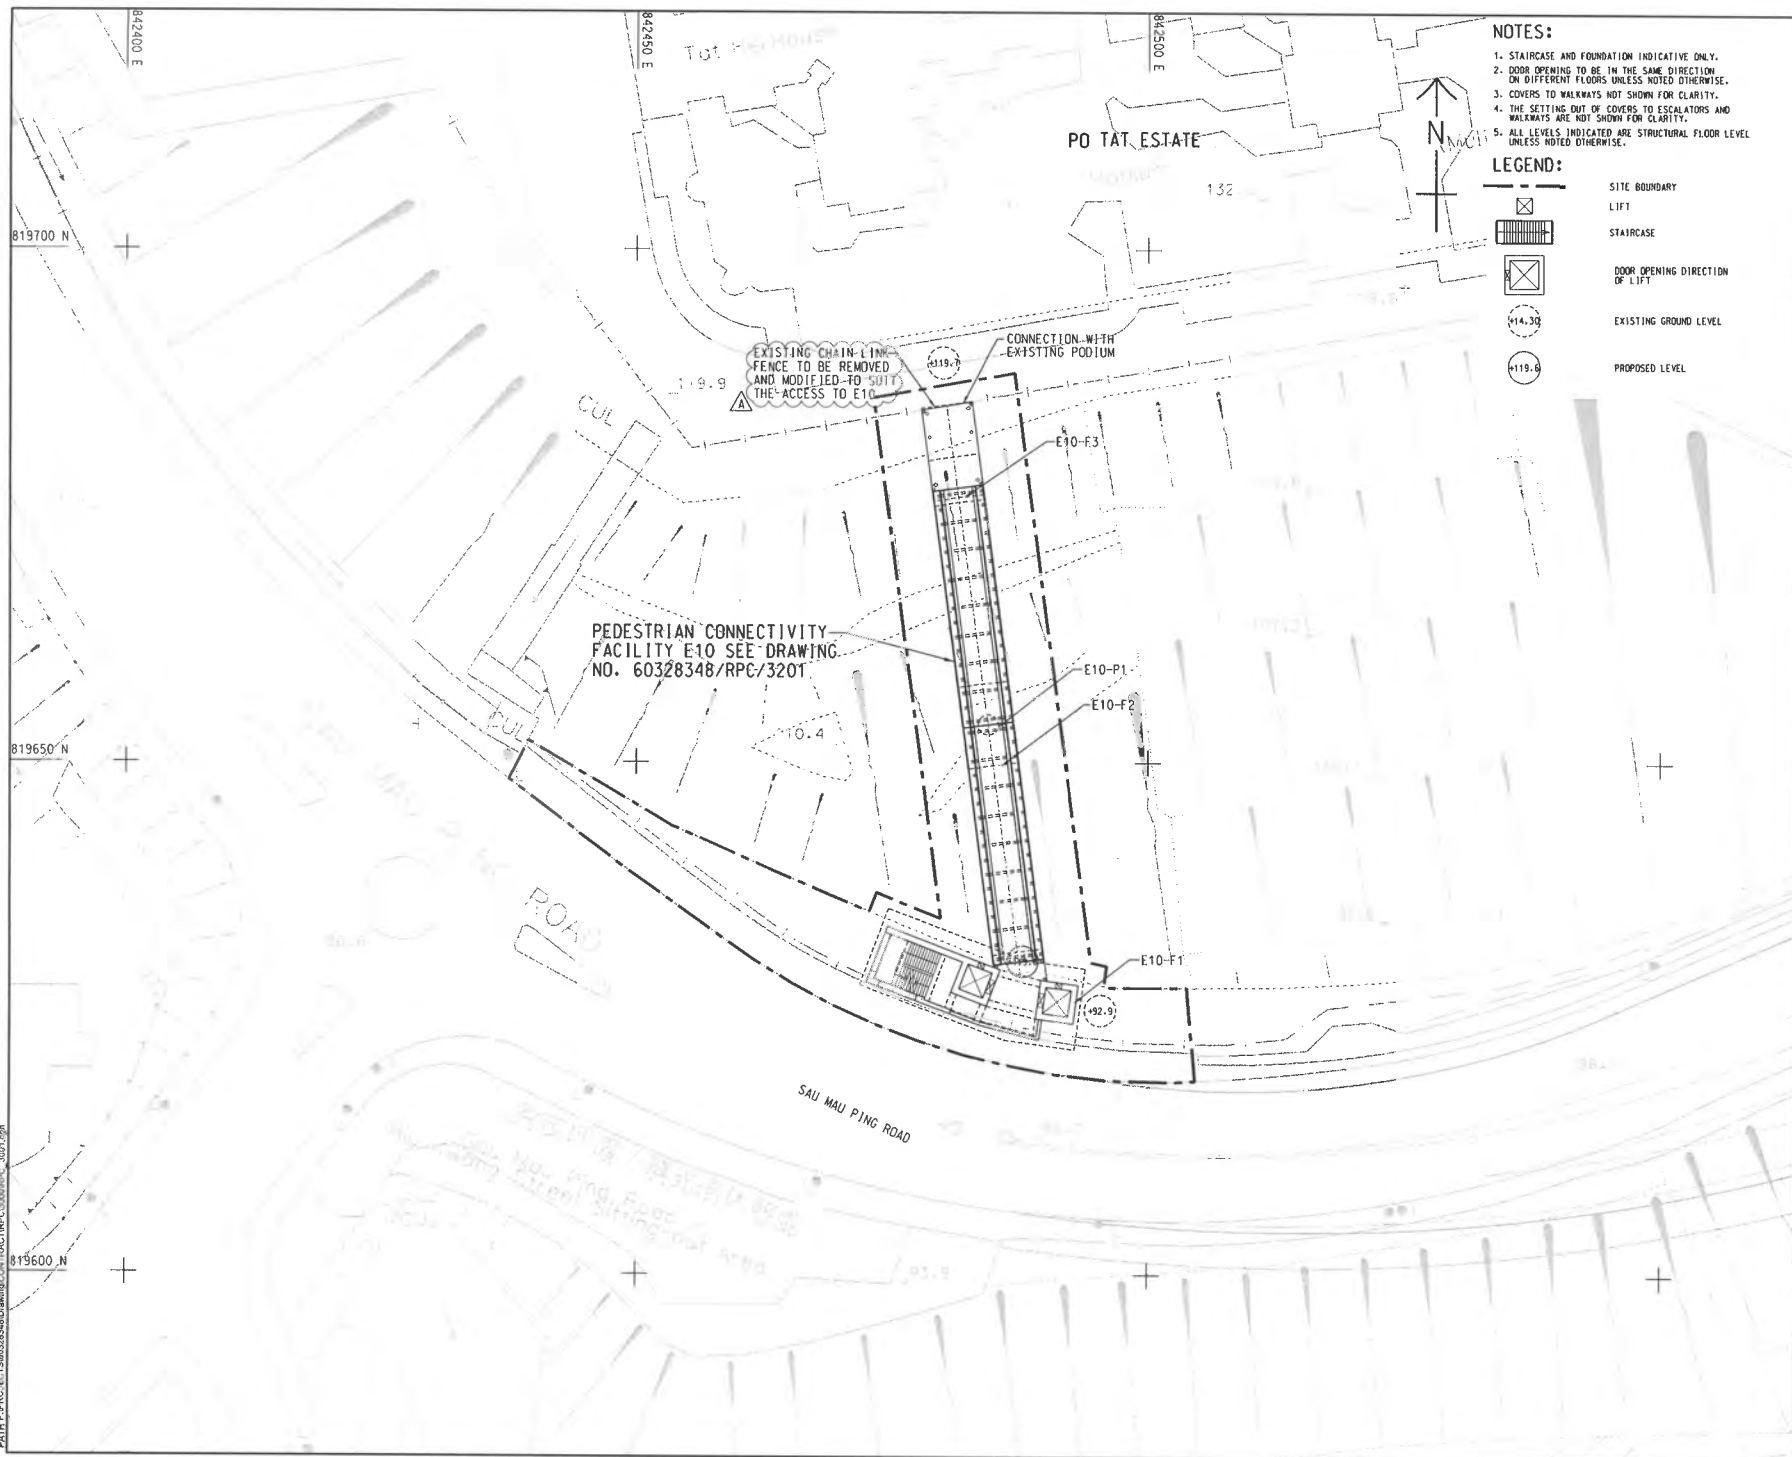 842400 E
842450 E
842500 E
NOTES:
1. STAIRCASE AND FOUNDATION INDICATIVE ONLY.
2. DOOR OPENING TO BE IN THE SAME DIRECTION
ON DIFFERENT FLOORS UNLESS NOTED OTHERWISE.
3. COVERS TO WALKWAYS NOT SHOWN FOR CLARITY.
4. THE SETTING OUT OF COVERS TO ESCALATORS AND
WALKWAYS ARE NOT SHOWN FOR CLARITY.
5. ALL LEVELS INDICATED ARE STRUCTURAL FLOOR LEVEL
UNLESS NOTED OTHERWISE.
N
LEGEND:
SITE BOUNDARY
LIFT
STAIRCASE
DOOR OPENING DIRECTION
OF LIFT
+14.30
EXISTING GROUND LEVEL
+119.6
PROPOSED LEVEL
PO TAT ESTATE
132
819700 N
EXISTING CHAIN LINK
FENCE TO BE REMOVED
AND MODIFIED TO SUIT
THE ACCESS TO E10
A
119.9
+119.7
CONNECTION WITH
EXISTING PODIUM
CUL
E10-F3
PEDESTRIAN CONNECTIVITY
FACILITY E10 SEE DRAWING
NO. 60328348/RPC/3201
E10-P1
E10-F2
CUL
819650 N
ROAD
E10-F1
+92.9
SAU MAU PING ROAD
819600 N